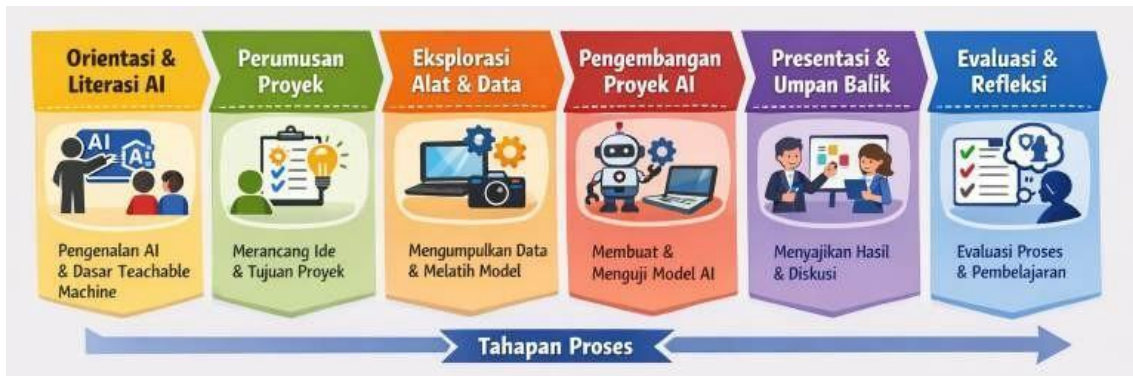 Orientasi &
Literasi AI
Perumusan
Proyek
Eksplorasi
Alat & Data
Pengembangan
Proyek AI
Presentasi &
Umpan Balik
Evaluasi &
Refleksi
AI
AI
Pengenalan AI
& Dasar Teachable
Machine
Merancang Ide
& Tujuan Proyek
Mengumpulkan Data
& Melatih Model
Membuat &
Menguji Model AI
Menyajikan Hasil
& Diskusi
Evaluasi Proses
& Pembelajaran
Tahapan Proses